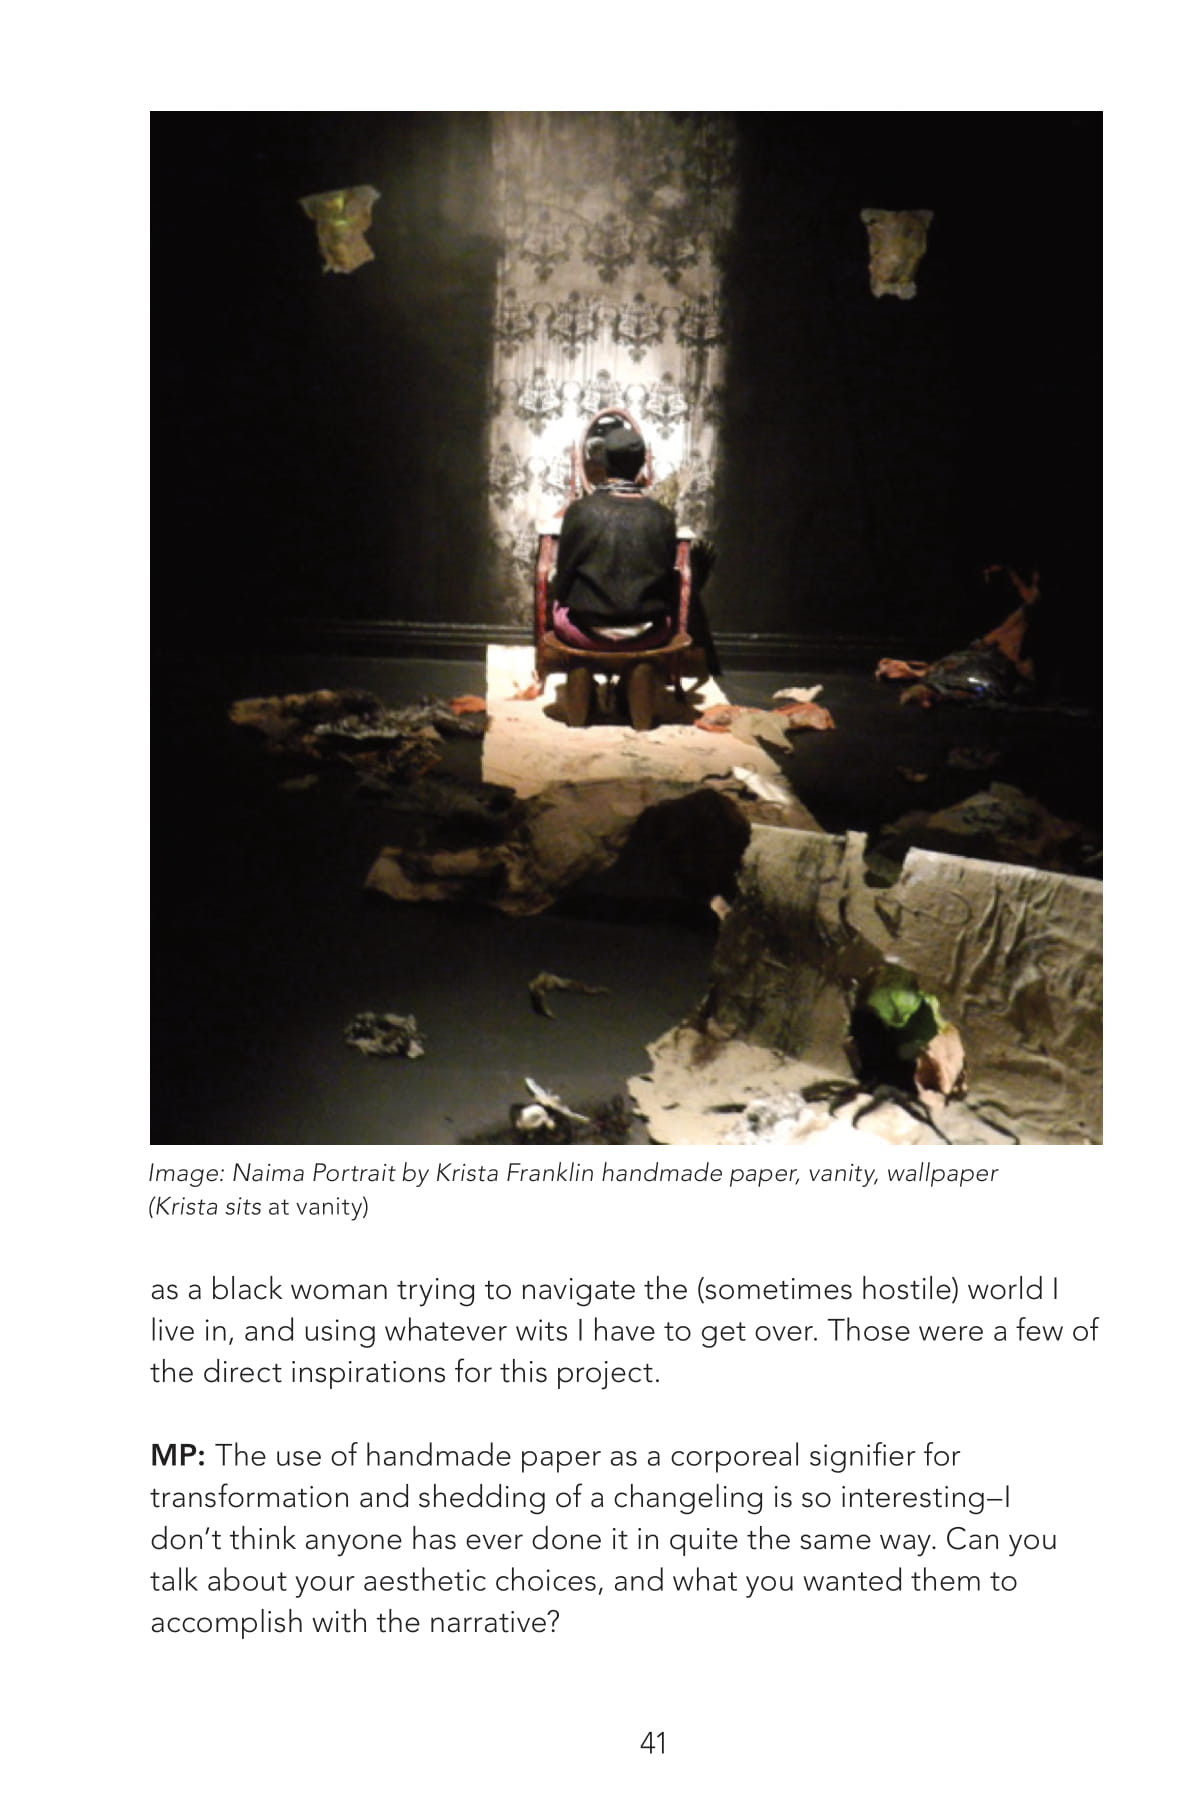 Image: Naima Portrait by Krista Franklin handmade paper, vanity, wallpaper
(Krista sits at vanity)
as a black woman trying to navigate the (sometimes hostile) world I
live in, and using whatever wits I have to get over. Those were a few of
the direct inspirations for this project.
MP: The use of handmade paper as a corporeal signifier for
transformation and shedding of a changeling is so interesting–I
don’t think anyone has ever done it in quite the same way. Can you
talk about your aesthetic choices, and what you wanted them to
accomplish with the narrative?
41